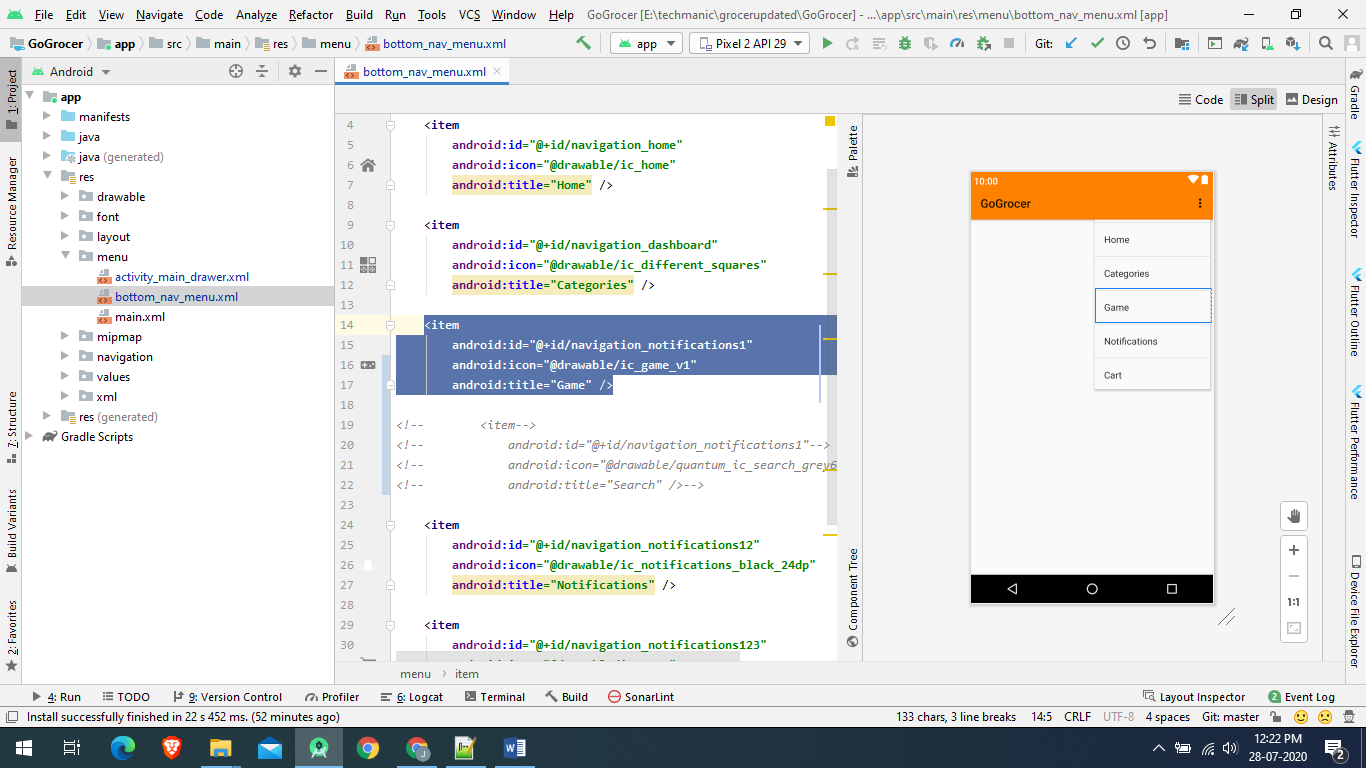 File Edit View Navigate Code Analyze Refactor Build Run Tools VCS Window Help GoGrocer [E:\techmanic\grocerupdated\GoGrocer] - ...\app\src\main\res\menu\bottom_nav_menu.xml [app]
GoGrocer app src main res menu bottom_nav_menu.xml app Pixel 2 API 29 Git:
Android
bottom_nav_menu.xml
Code Split Design
1: Project
Resource Manager
7: Structure
Build Variants
2: Favorites
app
manifests
java
java (generated)
res
drawable
font
layout
menu
activity_main_drawer.xml
bottom_nav_menu.xml
main.xml
mipmap
navigation
values
xml
res (generated)
Gradle Scripts
4 <item
5 android:id="@+id/navigation_home"
6 android:icon="@drawable/ic_home"
7 android:title="Home" />
8
9 <item
10 android:id="@+id/navigation_dashboard"
11 android:icon="@drawable/ic_different_squares"
12 android:title="Categories" />
13
14 <item
15 android:id="@+id/navigation_notifications1"
16 android:icon="@drawable/ic_game_v1"
17 android:title="Game" />
18
19 <!-- <item-->
20 <!-- android:id="@+id/navigation_notifications1"-->
21 <!-- android:icon="@drawable/quantum_ic_search_grey6
22 <!-- android:title="Search" />-->
23
24 <item
25 android:id="@+id/navigation_notifications12"
26 android:icon="@drawable/ic_notifications_black_24dp"
27 android:title="Notifications" />
28
29 <item
30 android:id="@+id/navigation_notifications123"
menu item
Palette
Component Tree
10:00
GoGrocer
Home
Categories
Game
Notifications
Cart
1:1
Attributes
Gradle
Flutter Inspector
Flutter Outline
Flutter Performance
Device File Explorer
4: Run TODO 9: Version Control Profiler 6: Logcat Terminal Build SonarLint Layout Inspector 2 Event Log
Install successfully finished in 22 s 452 ms. (52 minutes ago) 133 chars, 3 line breaks 14:5 CRLF UTF-8 4 spaces Git: master
12:22 PM
28-07-2020
2